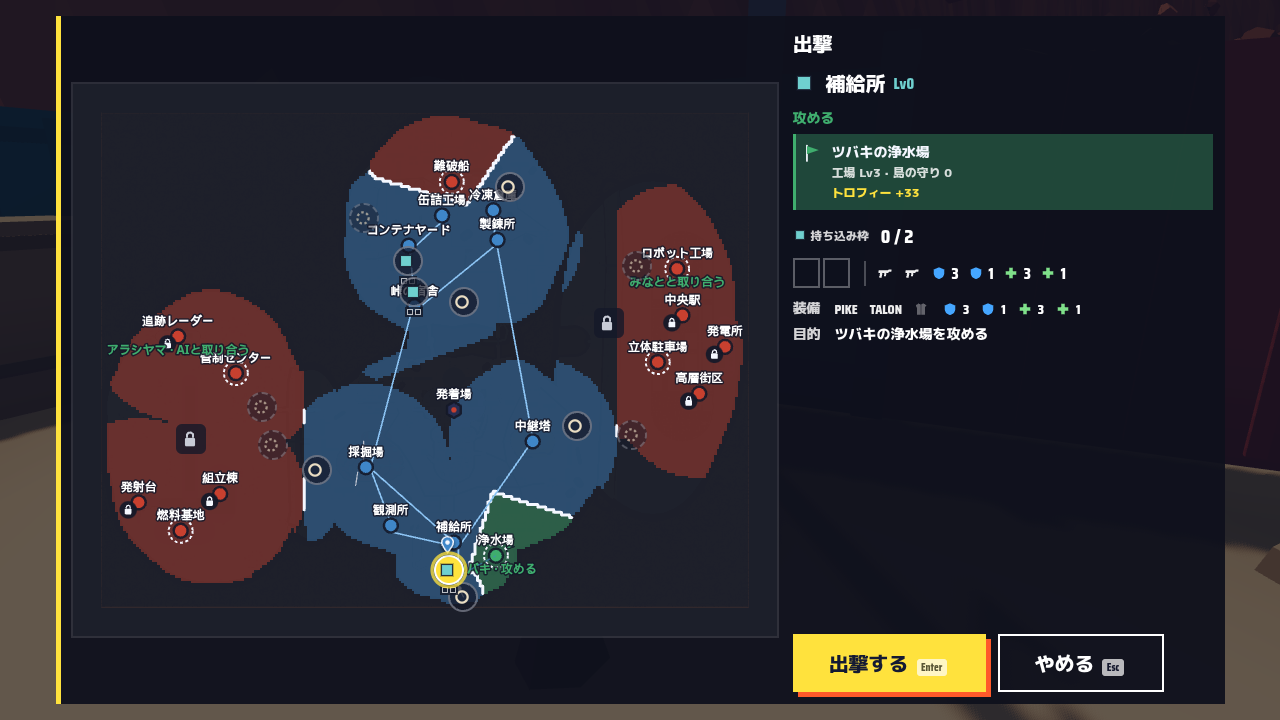 出撃
補給所 Lv0
攻める
ツバキの浄水場
工場 Lv3・島の守り 0
トロフィー +33
持ち込み枠 0 / 2
3 1 3 1
装備 PIKE TALON 3 1 3 1
目的 ツバキの浄水場を攻める
出撃する Enter
やめる Esc
難破船
缶詰工場
冷凍倉
製錬所
コンテナヤード
舎
ロボット工場
みなとと取り合う
中央駅
発電所
立体駐車場
高層街区
追跡レーダー
アラシヤマ・AIと取り合う
管制センター
発着場
中継塔
採掘場
組立棟
発射台
燃料基地
観測所
補給所
浄水場
バキ・攻める